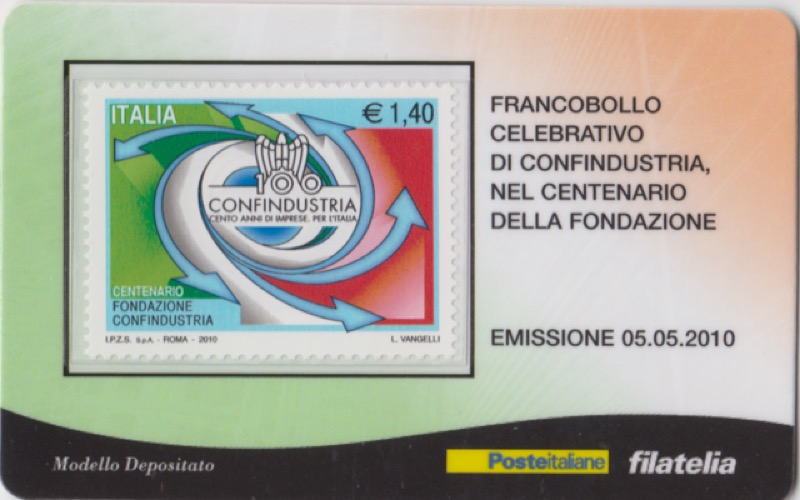 ITALIA
€ 1,40
100
CONFINDUSTRIA
CENTO ANNI DI IMPRESE. PER L'ITALIA
CENTENARIO
FONDAZIONE
CONFINDUSTRIA
I.P.Z.S. S.p.A. - ROMA - 2010
L. VANGELLI
FRANCOBOLLO
CELEBRATIVO
DI CONFINDUSTRIA,
NEL CENTENARIO
DELLA FONDAZIONE
EMISSIONE 05.05.2010
Modello Depositato
Posteitaliane
filatelia